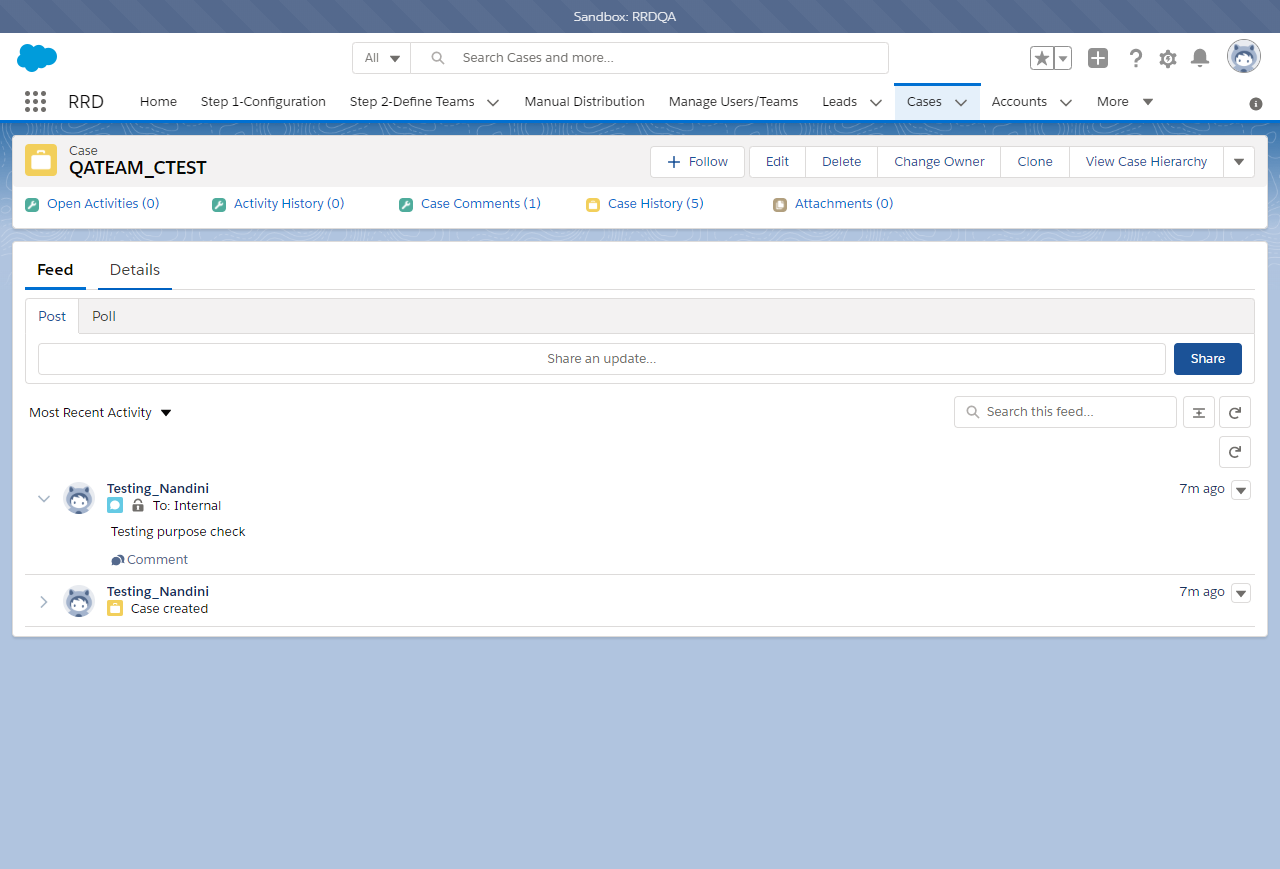 Sandbox: RRDQA
All
Search Cases and more...
RRD
Home
Step 1-Configuration
Step 2-Define Teams
Manual Distribution
Manage Users/Teams
Leads
Cases
Accounts
More
Case
QATEAM_CTEST
Follow
Edit
Delete
Change Owner
Clone
View Case Hierarchy
Open Activities (0)
Activity History (0)
Case Comments (1)
Case History (5)
Attachments (0)
Feed
Details
Post
Poll
Share an update...
Share
Most Recent Activity
Search this feed...
Testing_Nandini
7m ago
To: Internal
Testing purpose check
Comment
Testing_Nandini
7m ago
Case created